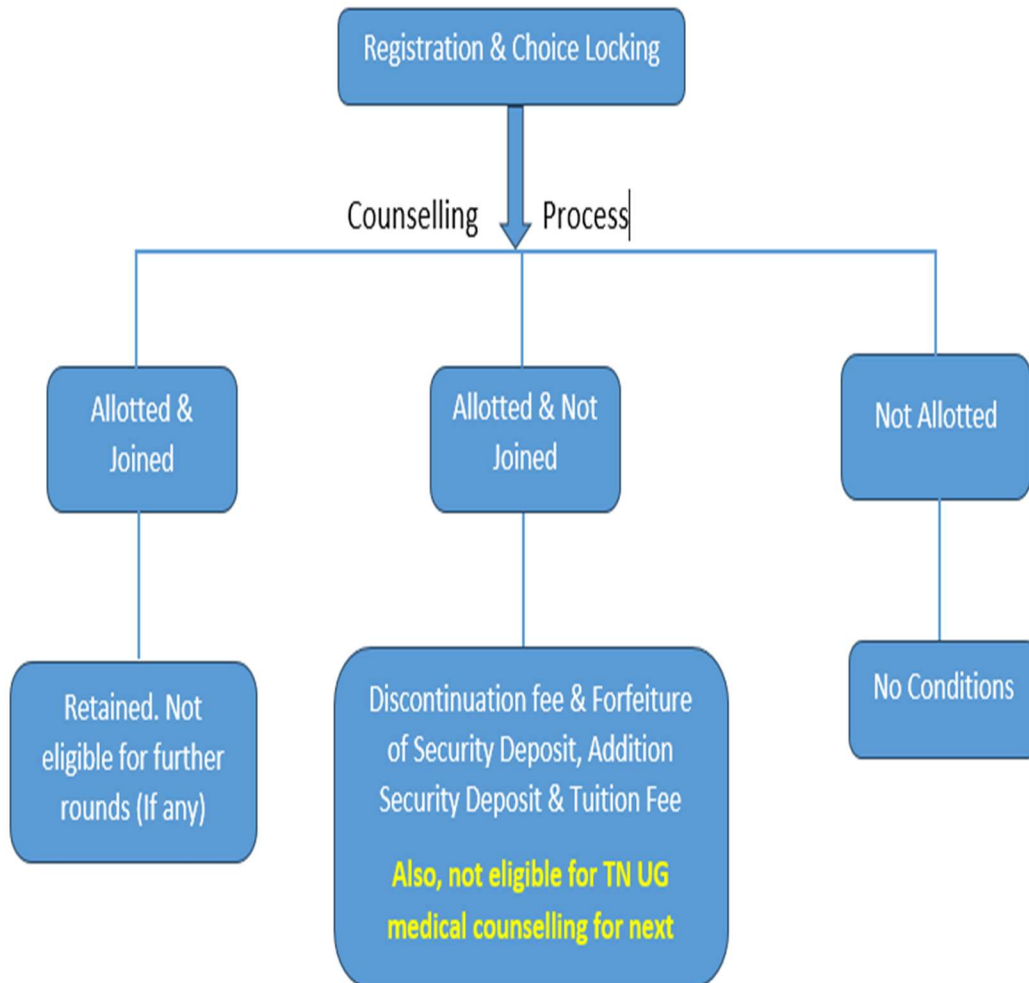 Registration & Choice Locking
Counselling Process
Allotted &
Joined
Allotted & Not
Joined
Not Allotted
Retained. Not
eligible for further
rounds (If any)
Discontinuation fee & Forfeiture
of Security Deposit, Addition
Security Deposit & Tuition Fee
Also, not eligible for TN UG
medical counselling for next
No Conditions